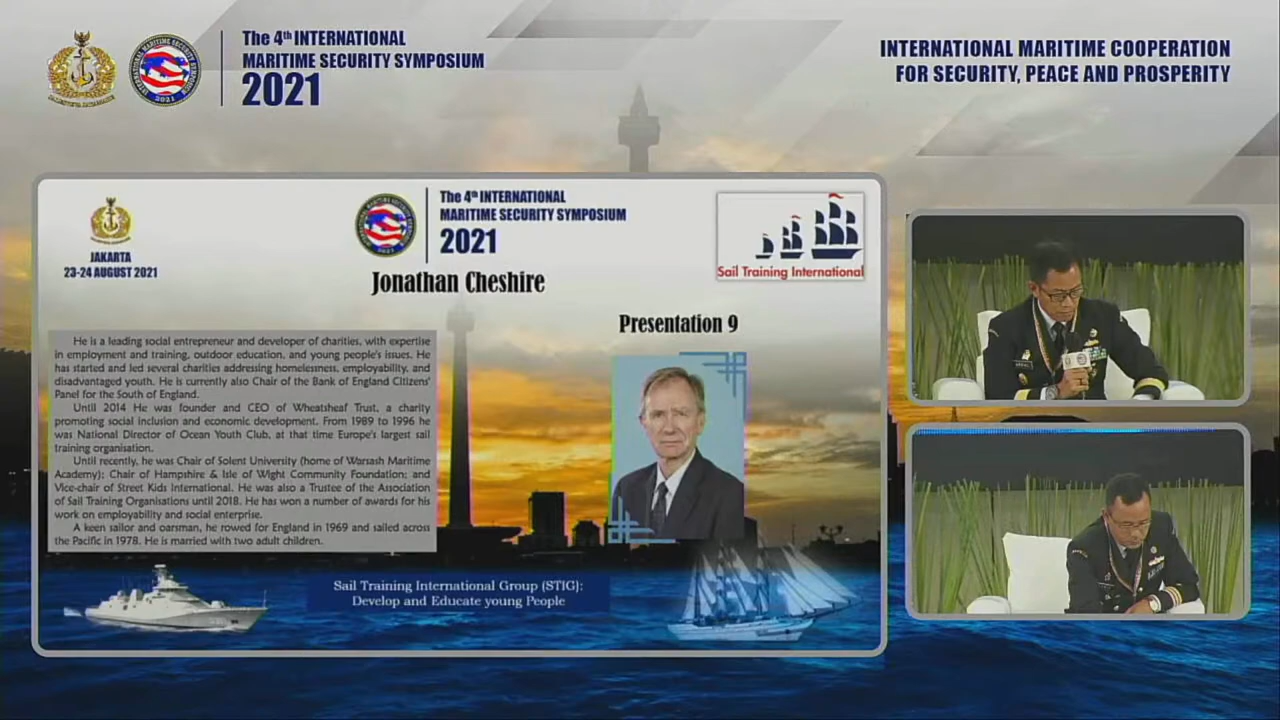 The 4th INTERNATIONAL
MARITIME SECURITY SYMPOSIUM
2021
INTERNATIONAL MARITIME COOPERATION
FOR SECURITY, PEACE AND PROSPERITY
JAKARTA
23-24 AUGUST 2021
The 4th INTERNATIONAL
MARITIME SECURITY SYMPOSIUM
2021
Sail Training International
Jonathan Cheshire
Presentation 9
He is a leading social entrepreneur and developer of charities, with expertise
in employment and training, outdoor education, and young people's issues. He
has started and led several charities addressing homelessness, employability, and
disadvantaged youth. He is currently also Chair of the Bank of England Citizens'
Panel for the South of England.
Until 2014 He was founder and CEO of Wheatsheaf Trust, a charity
promoting social inclusion and economic development. From 1989 to 1996 he
was National Director of Ocean Youth Club, at that time Europe's largest sail
training organisation.
Until recently, he was Chair of Solent University (home of Warsash Maritime
Academy); Chair of Hampshire & Isle of Wight Community Foundation; and
Vice-chair of Street Kids International. He was also a Trustee of the Association
of Sail Training Organisations until 2018. He has won a number of awards for his
work on employability and social enterprise.
A keen sailor and oarsman, he rowed for England in 1969 and sailed across
the Pacific in 1978. He is married with two adult children.
Sail Training International Group (STIG):
Develop and Educate young People